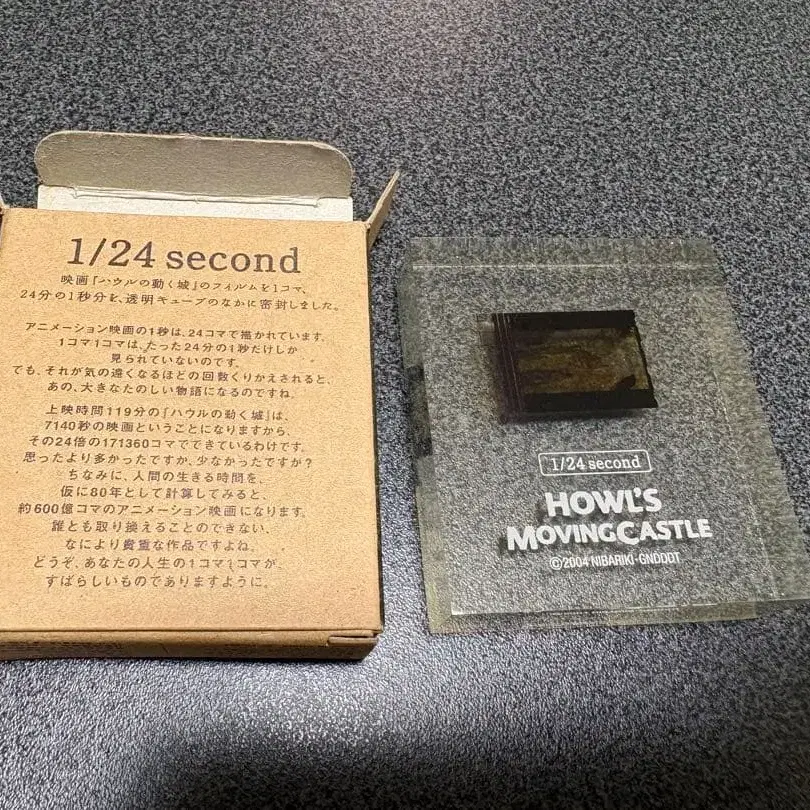 1/24 second
映画『ハウルの動く城』のフィルムを1コマ、
24分の1秒分を、透明キューブのなかに密封しました。
アニメーション映画の1秒は、24コマで描かれています。
1コマ1コマは、たった24分の1秒だけしか
見られていないのです。
でも、それが気の遠くなるほどの回数くりかえされると、
あの、大きなたのしい物語になるのですね。
上映時間119分の『ハウルの動く城』は、
7140秒の映画ということになりますから、
その24倍の171360コマでできているわけです。
思ったより多かったですか、少なかったですか？
ちなみに、人間の生きる時間を、
仮に80年として計算してみると、
約600億コマのアニメーション映画になります。
誰とも取り換えることのできない、
なにより貴重な作品ですよね。
どうぞ、あなたの人生の1コマ1コマが、
すばらしいものでありますように。
1/24 second
HOWL'S
MOVING CASTLE
©2004 NIBARIKI・GNDDDT